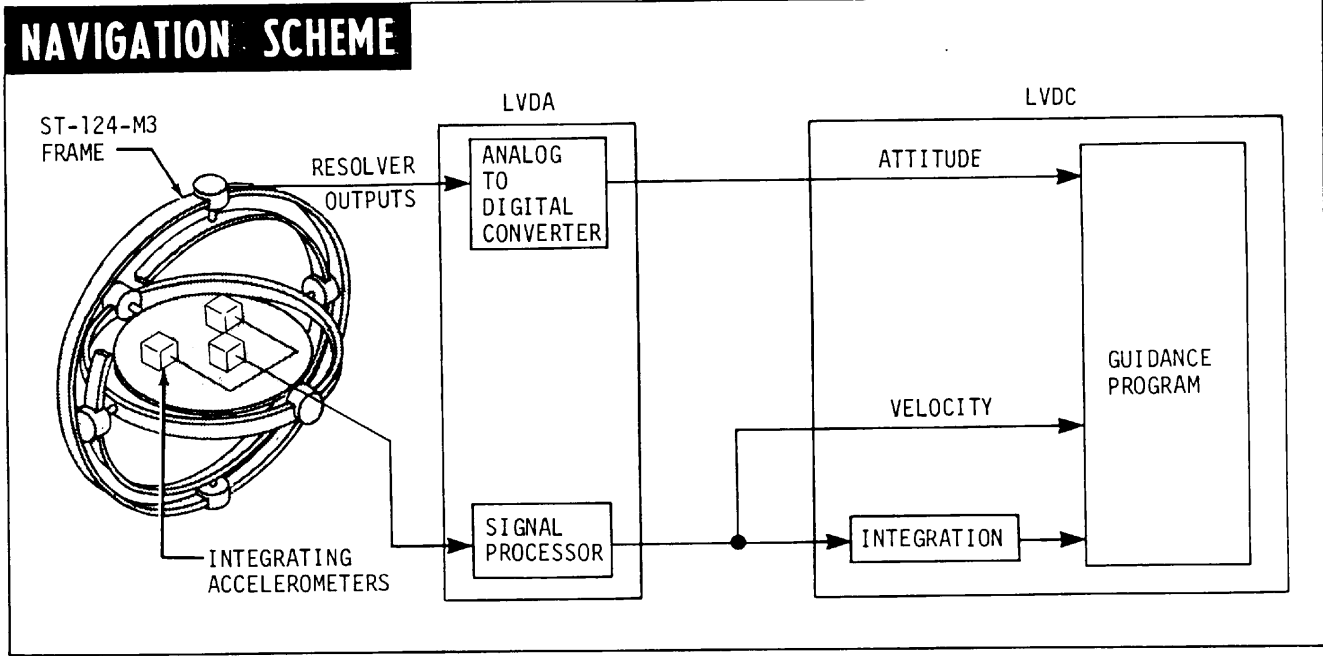 NAVIGATION SCHEME
ST-124-M3
FRAME
RESOLVER
OUTPUTS
INTEGRATING
ACCELEROMETERS
LVDA
ANALOG
TO
DIGITAL
CONVERTER
SIGNAL
PROCESSOR
LVDC
ATTITUDE
VELOCITY
INTEGRATION
GUIDANCE
PROGRAM